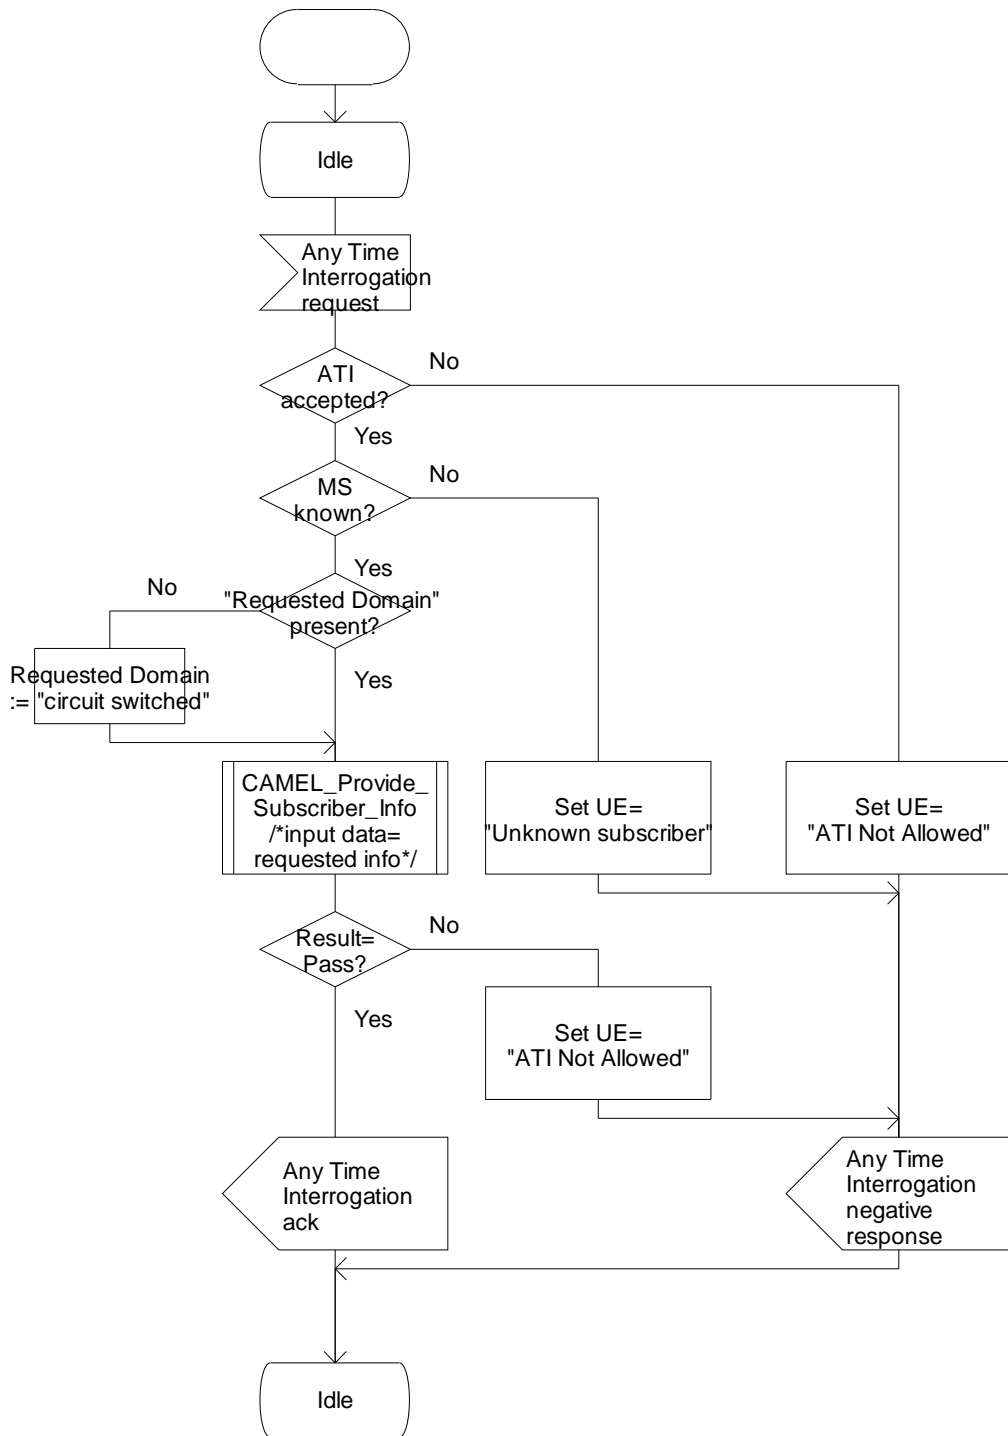 Idle
Any Time
Interrogation
request
No
ATI
accepted?
Yes
No
MS
known?
Yes
No
"Requested Domain"
present?
Requested Domain
:= "circuit switched"
Yes
CAMEL_Provide_
Subscriber_Info
/*input data=
requested info*/
Set UE=
"Unknown subscriber"
Set UE=
"ATI Not Allowed"
No
Result=
Pass?
Yes
Set UE=
"ATI Not Allowed"
Any Time
Interrogation
ack
Any Time
Interrogation
negative
response
Idle